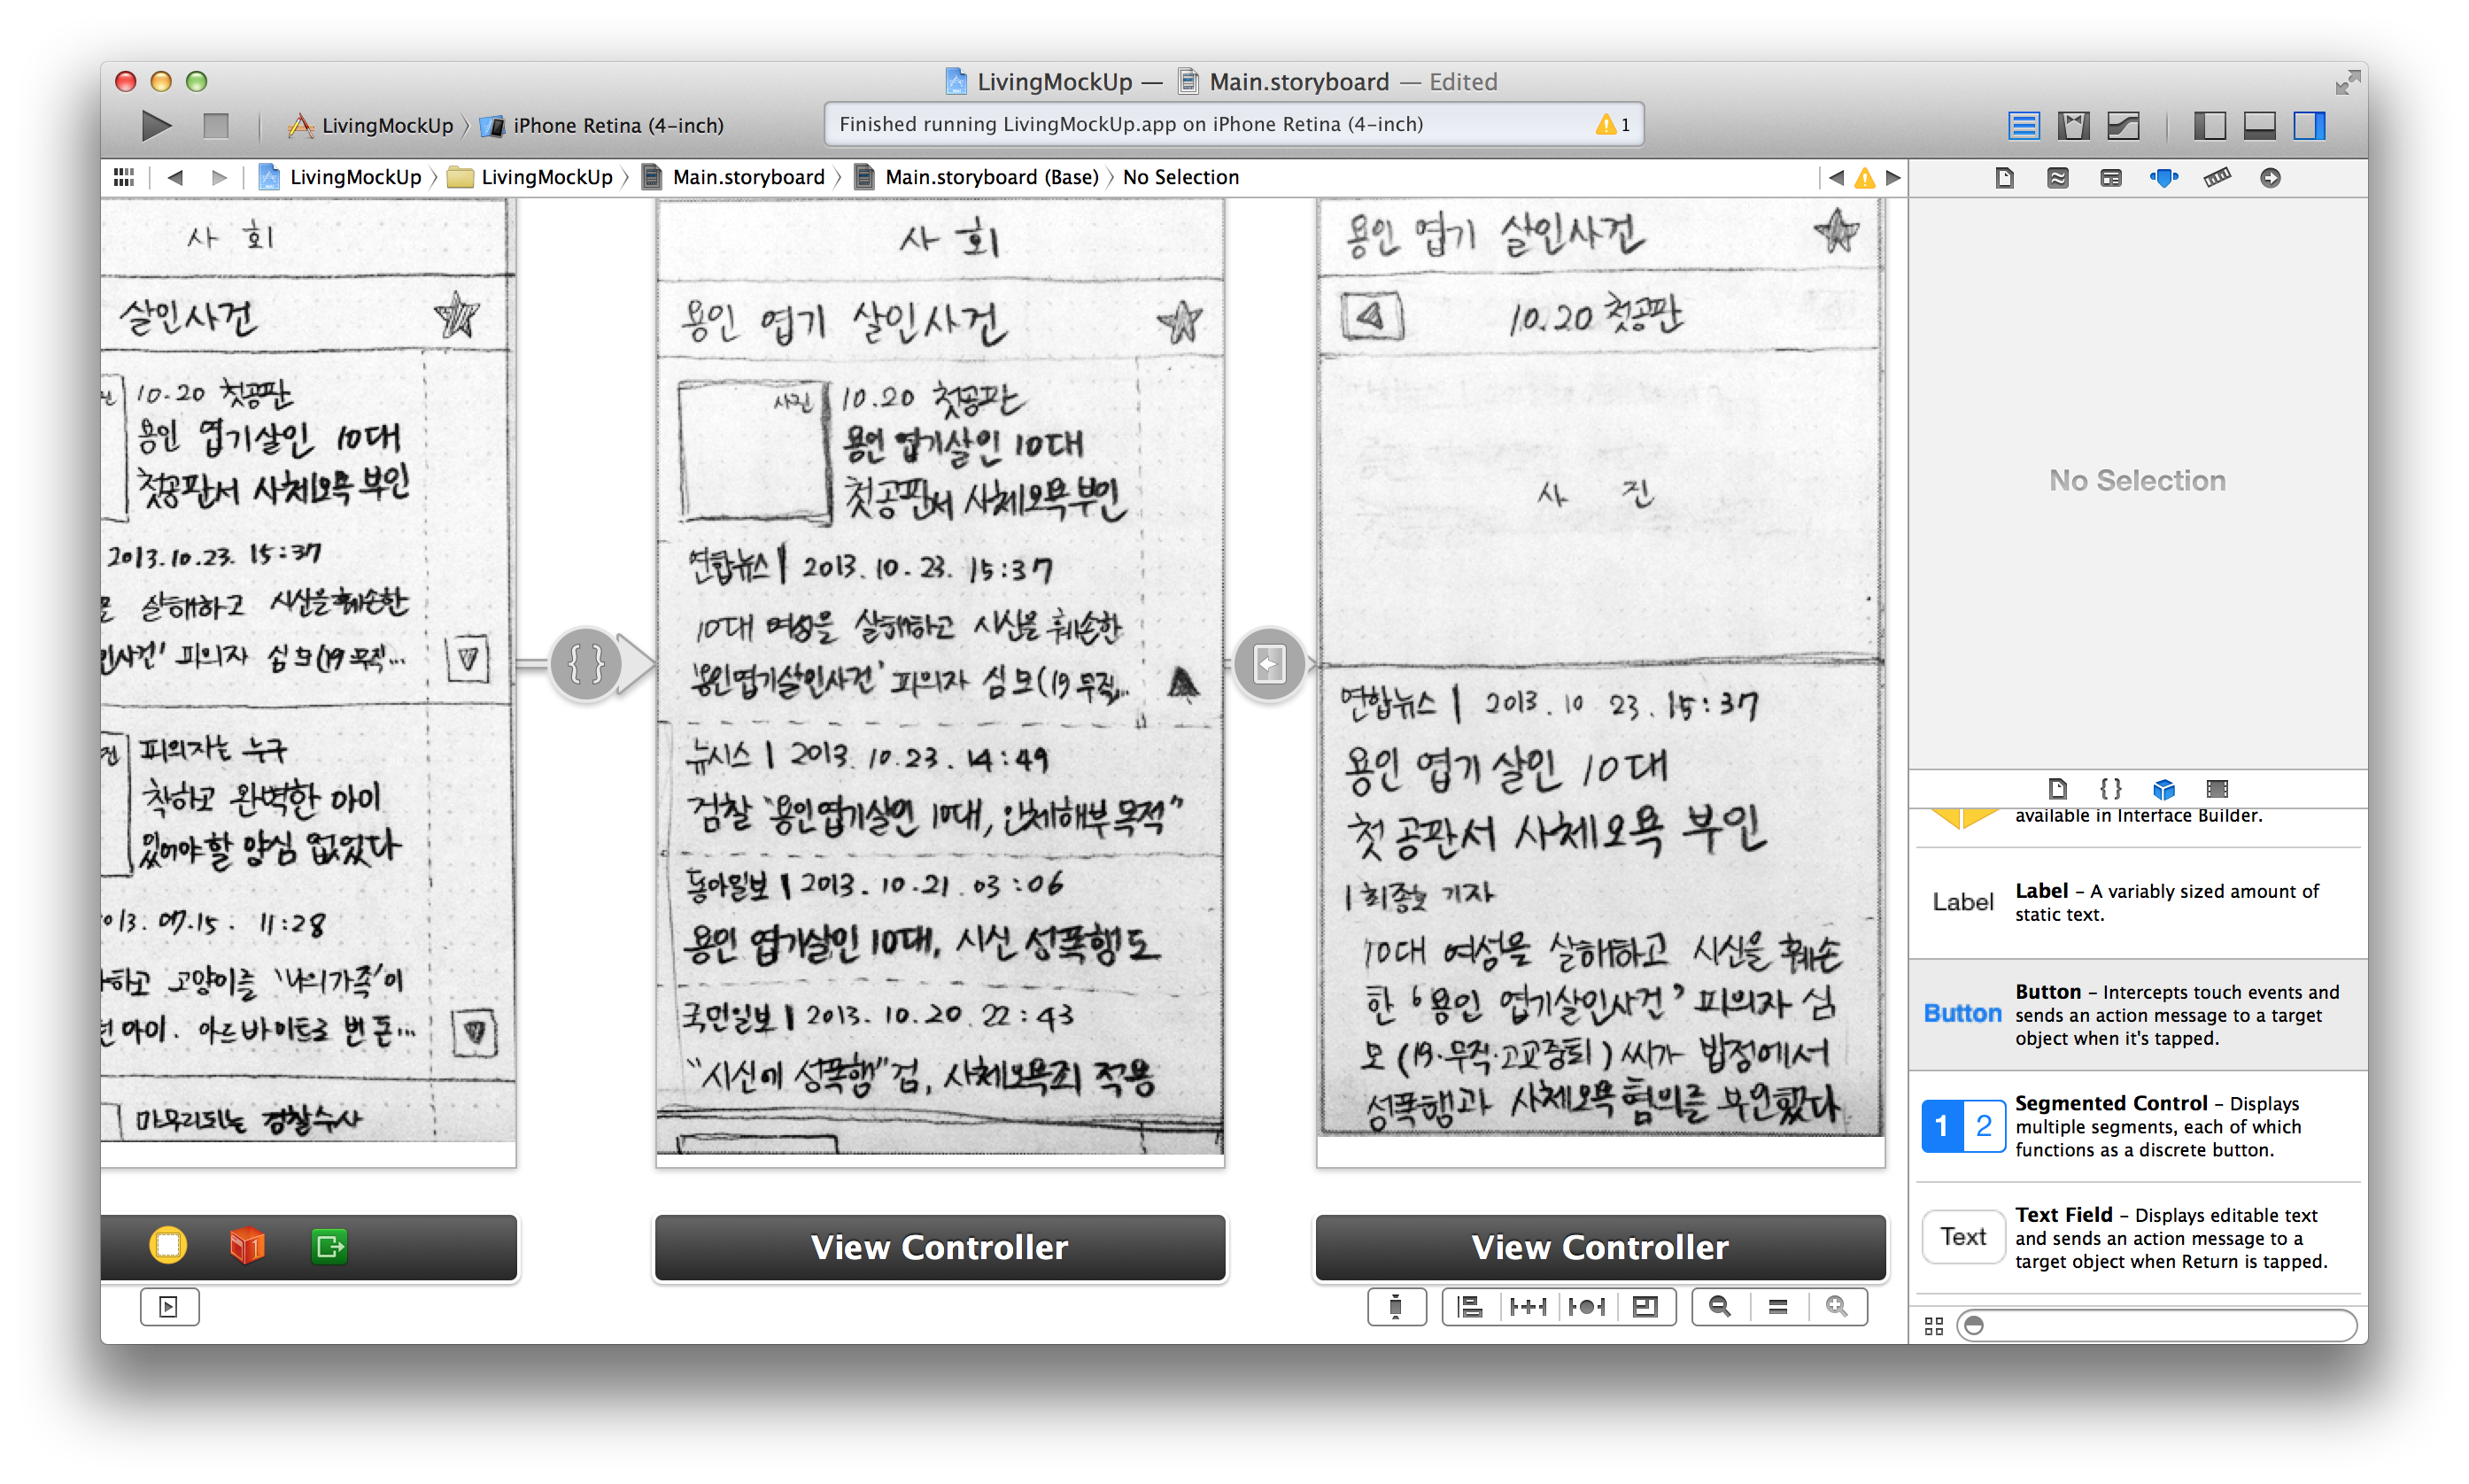 LivingMockUp — Main.storyboard — Edited
LivingMockUp 〉 iPhone Retina (4-inch)
Finished running LivingMockUp.app on iPhone Retina (4-inch)
1
LivingMockUp 〉 LivingMockUp 〉 Main.storyboard 〉 Main.storyboard (Base) 〉 No Selection
사 회
살인사건
10.20 첫공판
용인 엽기살인 10대
첫공판서 사체오욕 부인
2013.10.23. 15:37
살해하고 시신을 훼손한
인사건' 피의자 심모(19 무직...
피의자는 누구
착하고 완벽한 아이
있어야할 양심 없었다
013. 07.15. 11:28
하고 고양이를 '나의가족'이
아이. 아르바이트로 번 돈...
마무리되는 경찰수사
사 회
용인 엽기 살인사건
사진
10.20 첫공판
용인 엽기살인 10대
첫공판서 사체오욕부인
연합뉴스 | 2013.10.23. 15:37
10대 여성을 살해하고 시신을 훼손한
'용인엽기살인사건' 피의자 심모(19 무직...
뉴시스 | 2013.10.23. 14:49
검찰 "용인엽기살인 10대, 인체해부목적"
동아일보 | 2013.10.21. 03:06
용인 엽기살인 10대, 시신 성폭행도
국민일보 | 2013.10.20. 22:43
"시신에 성폭행" 검, 사체오욕죄 적용
용인 엽기 살인사건
10.20 첫공판
사 진
연합뉴스 | 2013.10 23.15:37
용인 엽기살인 10대
첫 공판서 사체오욕 부인
| 최종호 기자
10대 여성을 살해하고 시신을 훼손
한 '용인 엽기살인사건' 피의자 심
모(19·무직·고교중퇴)씨가 법정에서
성폭행과 사체오욕 혐의를 부인했다
View Controller
View Controller
No Selection
available in Interface Builder.
Label
Label – A variably sized amount of
static text.
Button
Button – Intercepts touch events and
sends an action message to a target
object when it's tapped.
1 2
Segmented Control – Displays
multiple segments, each of which
functions as a discrete button.
Text
Text Field – Displays editable text
and sends an action message to a
target object when Return is tapped.